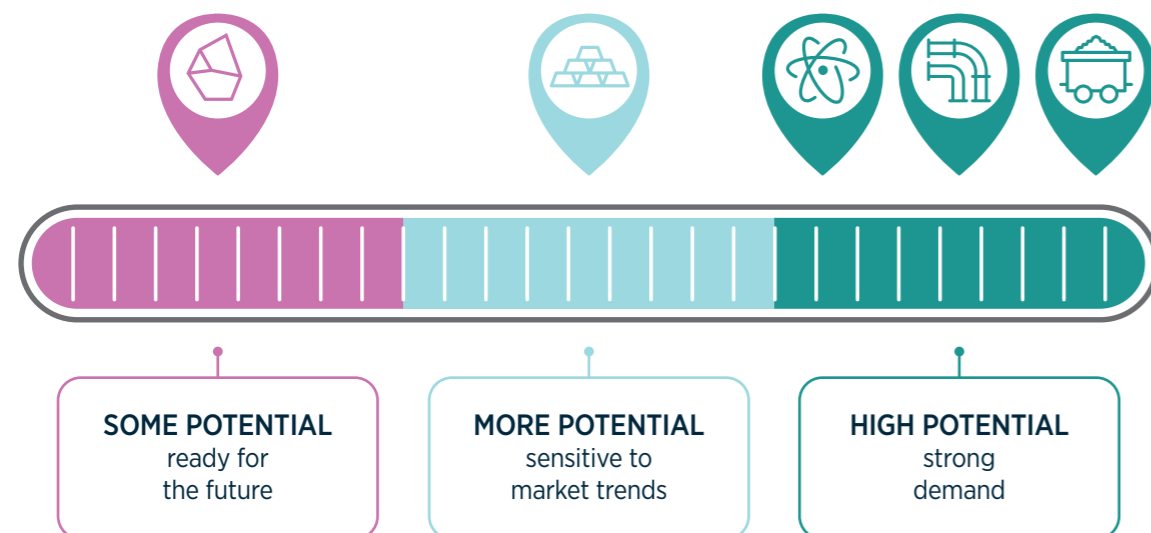 SOME POTENTIAL
ready for
the future
MORE POTENTIAL
sensitive to
market trends
HIGH POTENTIAL
strong
demand